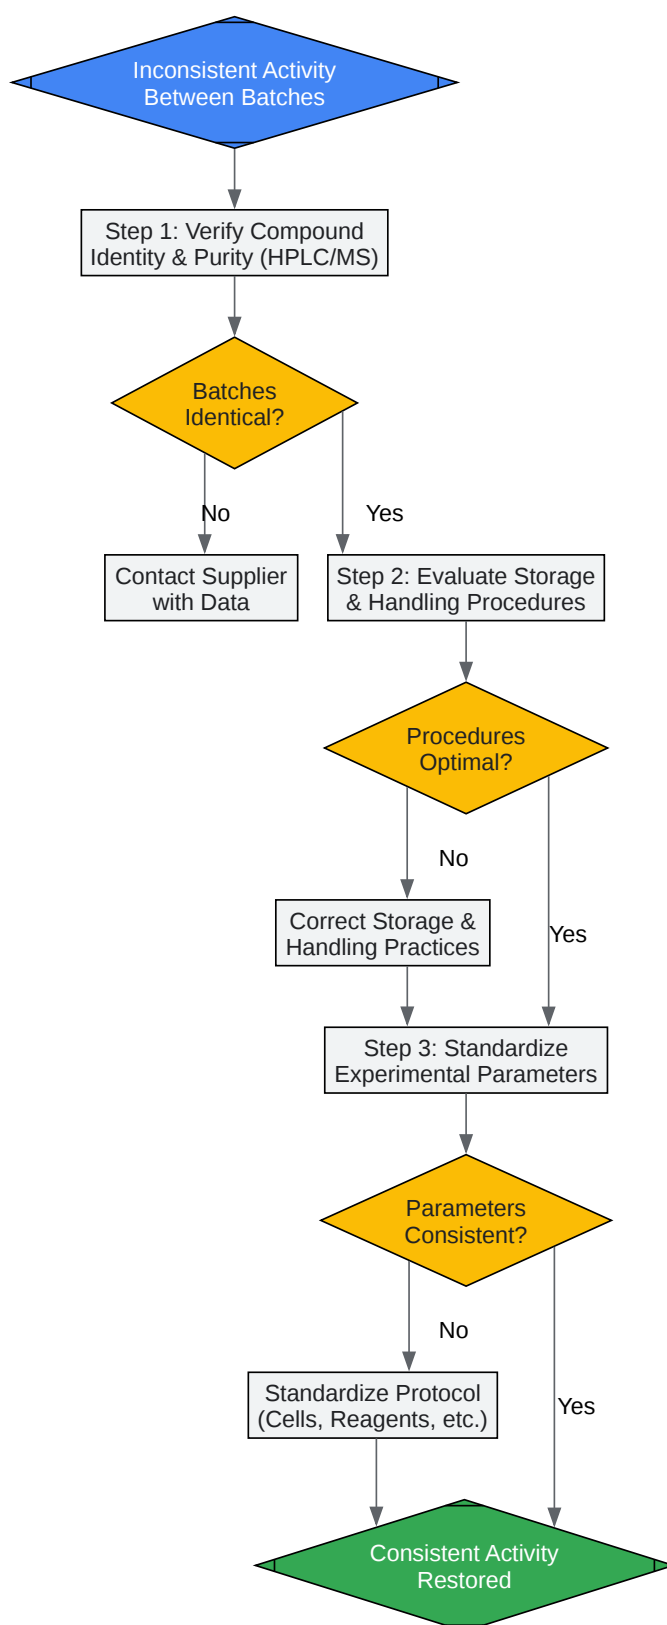 Inconsistent Activity
Between Batches
Step 1: Verify Compound
Identity & Purity (HPLC/MS)
Batches
Identical?
No
Yes
Contact Supplier
with Data
Step 2: Evaluate Storage
& Handling Procedures
Procedures
Optimal?
No
Correct Storage &
Handling Practices
Yes
Step 3: Standardize
Experimental Parameters
Parameters
Consistent?
No
Standardize Protocol
(Cells, Reagents, etc.)
Yes
Consistent Activity
Restored